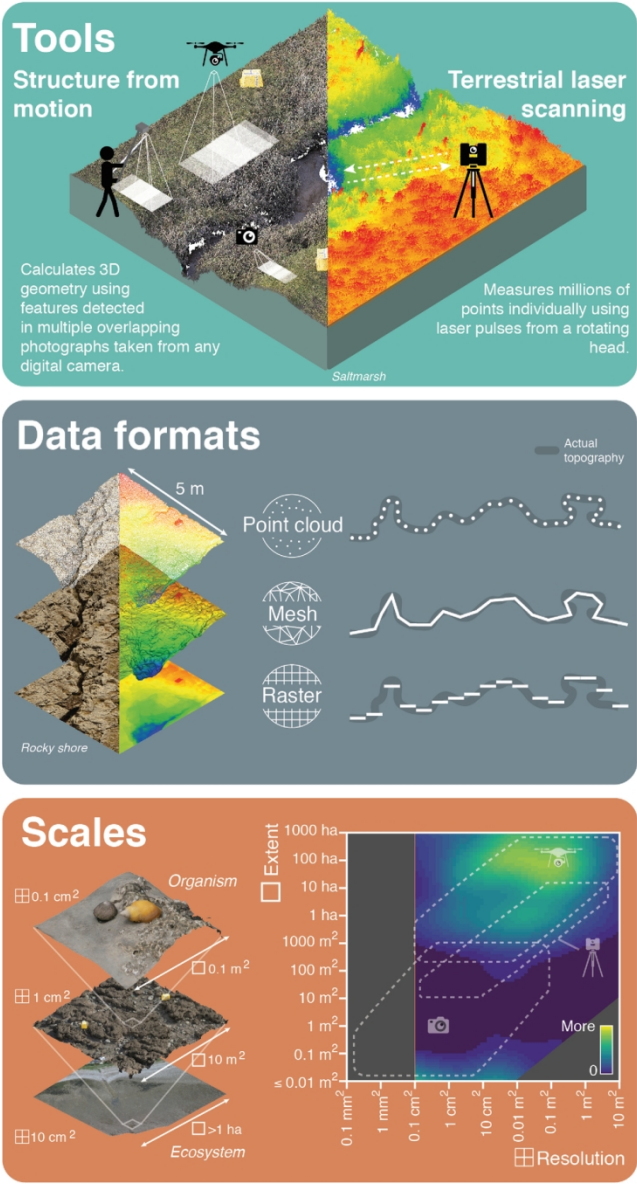 Tools
Structure from
motion
Terrestrial laser
scanning
Calculates 3D
geometry using
features detected
in multiple overlapping
photographs taken from any
digital camera.
Measures millions of
points individually using
laser pulses from a rotating
head.
Saltmarsh
Data formats
Actual
topography
5 m
Point cloud
Mesh
Raster
Rocky shore
Scales
Organism
0.1 cm²
0.1 m²
1 cm²
10 m²
10 cm²
>1 ha
Ecosystem
Extent
1000 ha
100 ha
10 ha
1 ha
1000 m²
100 m²
10 m²
1 m²
0.1 m²
≤ 0.01 m²
More
0
0.1 mm²
1 mm²
0.1 cm²
1 cm²
10 cm²
0.01 m²
0.1 m²
1 m²
10 m²
Resolution